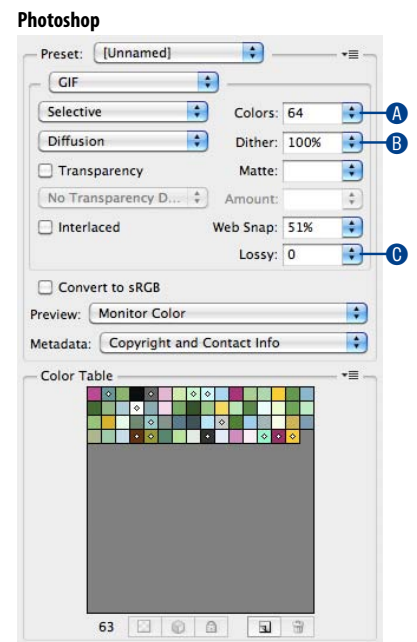 Photoshop
Preset: [Unnamed]
GIF
Selective Colors: 64 A
Diffusion Dither: 100% B
Transparency Matte:
No Transparency D... Amount:
Interlaced Web Snap: 51%
Lossy: 0 C
Convert to sRGB
Preview: Monitor Color
Metadata: Copyright and Contact Info
Color Table
63